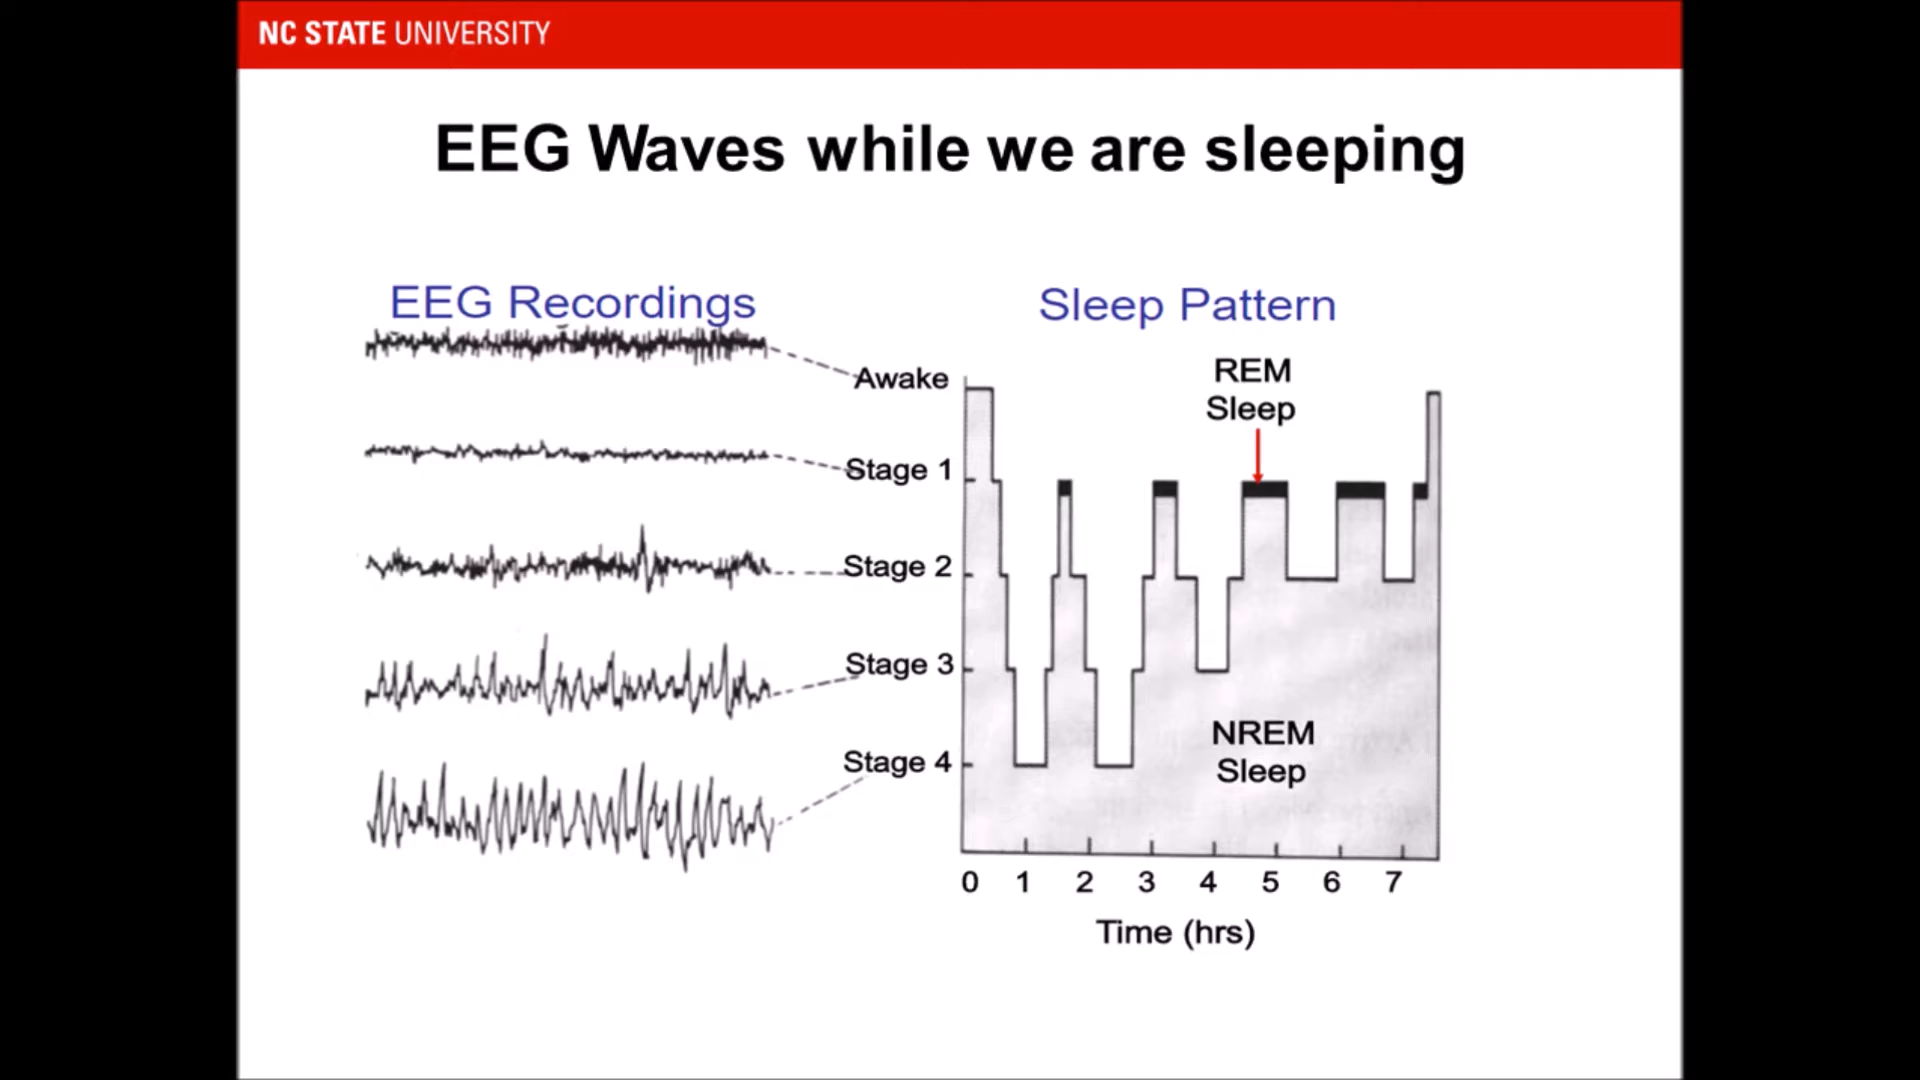 NC STATE UNIVERSITY
EEG Waves while we are sleeping
EEG Recordings
Sleep Pattern
Awake
Stage 1
Stage 2
Stage 3
Stage 4
REM
Sleep
NREM
Sleep
0 1 2 3 4 5 6 7
Time (hrs)